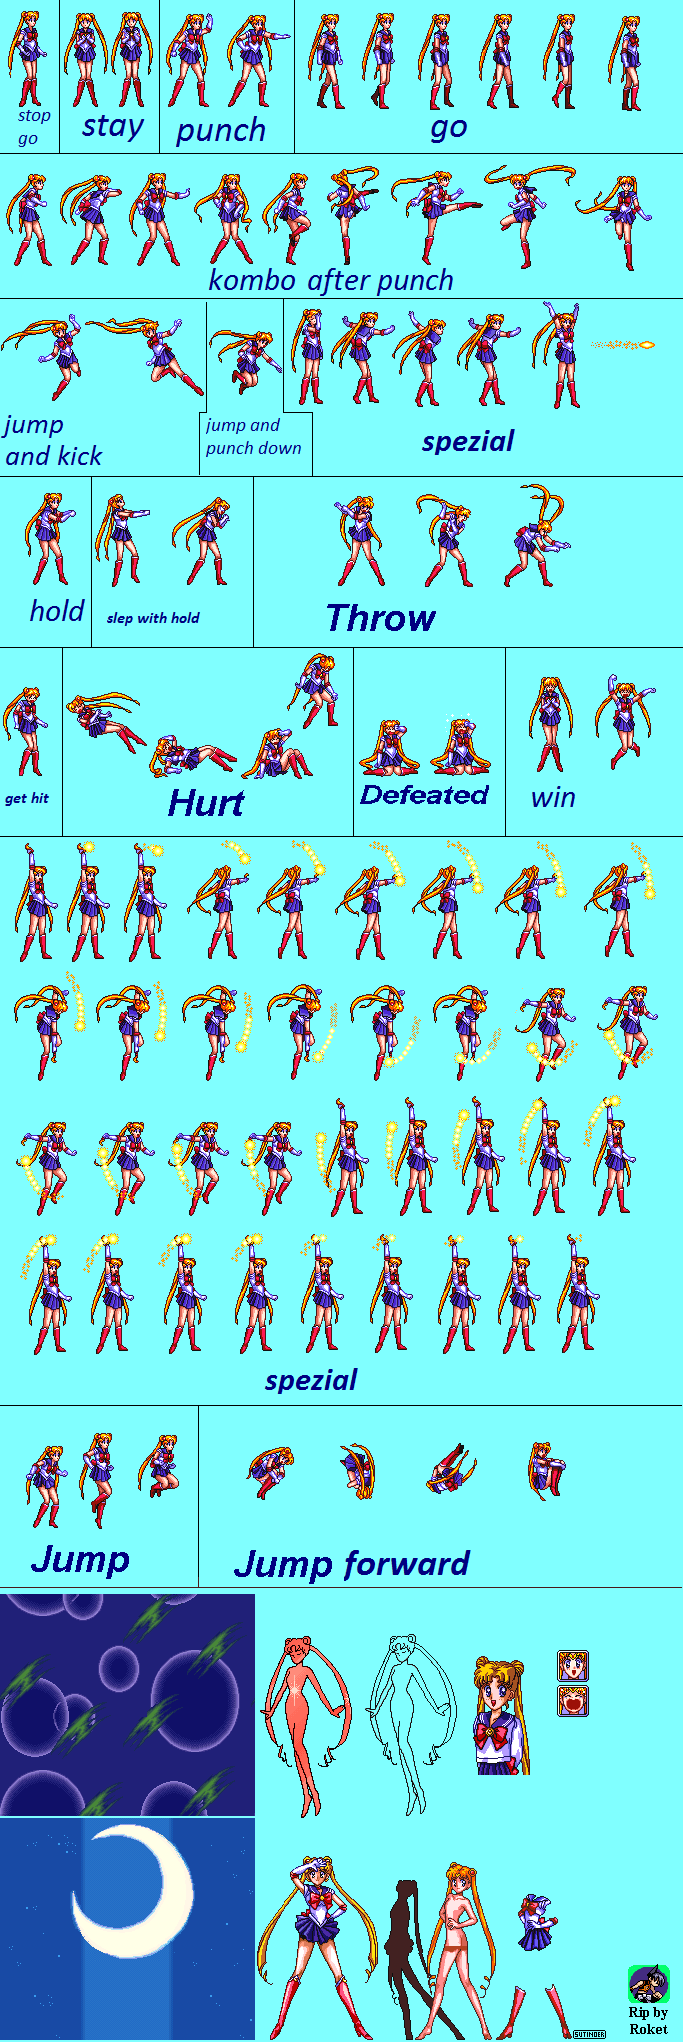 stop
go
stay
punch
go
kombo after punch
jump
and kick
jump and
punch down
spezial
hold
slep with hold
Throw
get hit
Hurt
Defeated
win
spezial
Jump
Jump forward
SUTINDER
Rip by
Roket